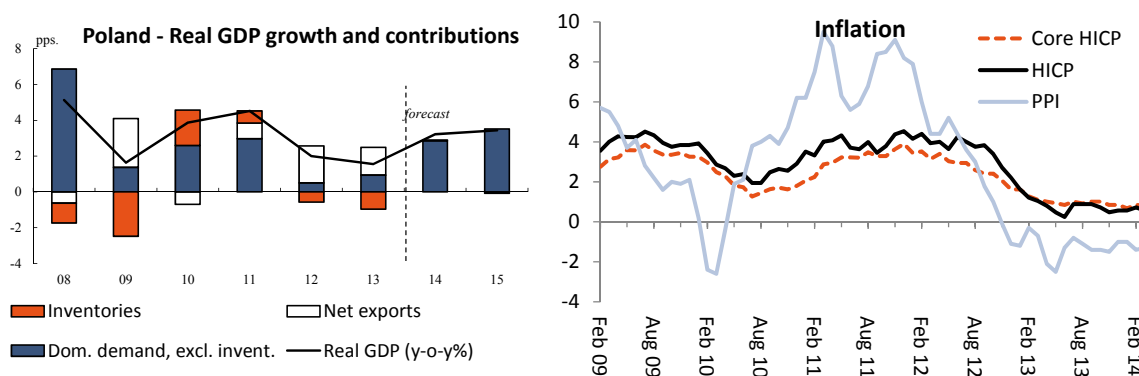 pps.
Poland - Real GDP growth and contributions
8
6
4
2
0
-2
-4
forecast
08
09
10
11
12
13
14
15
Inventories
Net exports
Dom. demand, excl. invent.
Real GDP (y-o-y%)
Inflation
10
8
6
4
2
0
-2
-4
Core HICP
HICP
PPI
Feb 09
Aug 09
Feb 10
Aug 10
Feb 11
Aug 11
Feb 12
Aug 12
Feb 13
Aug 13
Feb 14